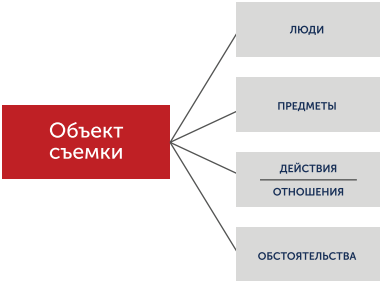 Объект
съемки
ЛЮДИ
ПРЕДМЕТЫ
ДЕЙСТВИЯ
ОТНОШЕНИЯ
ОБСТОЯТЕЛЬСТВА